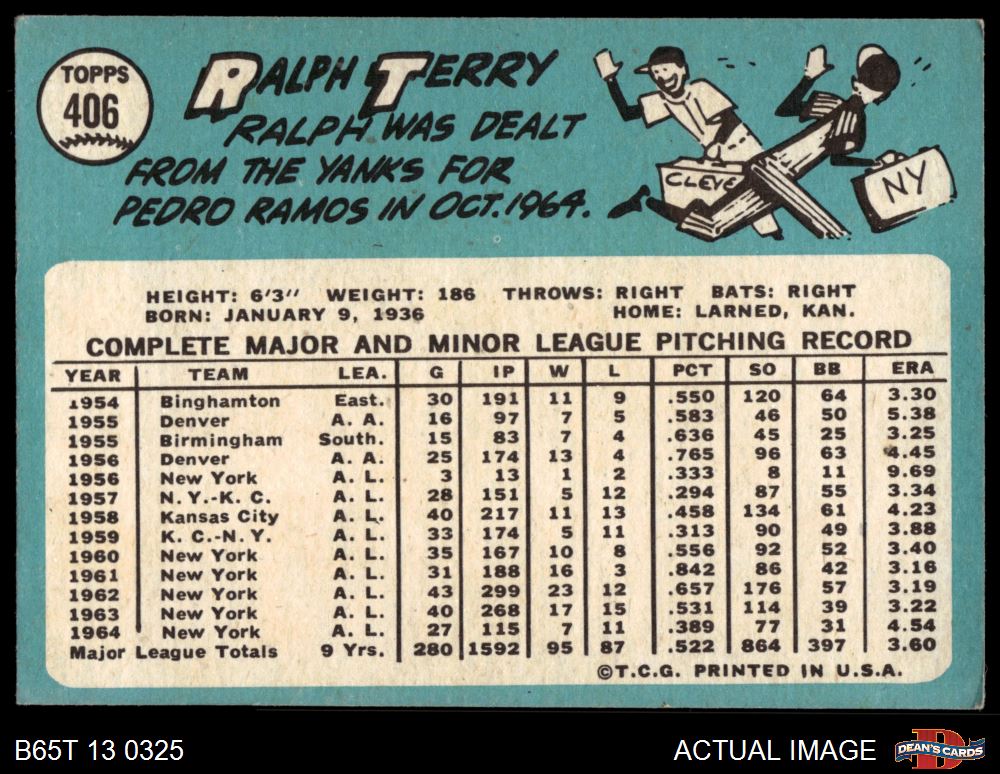 TOPPS
406
RALPH TERRY
RALPH WAS DEALT
FROM THE YANKS FOR
PEDRO RAMOS IN OCT. 1964.
CLEVE
NY
HEIGHT: 6'3" WEIGHT: 186 THROWS: RIGHT BATS: RIGHT
BORN: JANUARY 9, 1936 HOME: LARNED, KAN.
COMPLETE MAJOR AND MINOR LEAGUE PITCHING RECORD
YEAR TEAM LEA. G IP W L PCT SO BB ERA
1954 Binghamton East. 30 191 11 9 .550 120 64 3.30
1955 Denver A. A. 16 97 7 5 .583 46 50 5.38
1955 Birmingham South. 15 83 7 4 .636 45 25 3.25
1956 Denver A. A. 25 174 13 4 .765 96 63 4.45
1956 New York A. L. 3 13 1 2 .333 8 11 9.69
1957 N. Y.-K. C. A. L. 28 151 5 12 .294 87 55 3.34
1958 Kansas City A. L. 40 217 11 13 .458 134 61 4.23
1959 K. C.-N. Y. A. L. 33 174 5 11 .313 90 49 3.88
1960 New York A. L. 35 167 10 8 .556 92 52 3.40
1961 New York A. L. 31 188 16 3 .842 86 42 3.16
1962 New York A. L. 43 299 23 12 .657 176 57 3.19
1963 New York A. L. 40 268 17 15 .531 114 39 3.22
1964 New York A. L. 27 115 7 11 .389 77 31 4.54
Major League Totals 9 Yrs. 280 1592 95 87 .522 864 397 3.60
©T.C.G. PRINTED IN U.S.A.
B65T 13 0325 ACTUAL IMAGE DEAN'S CARDS